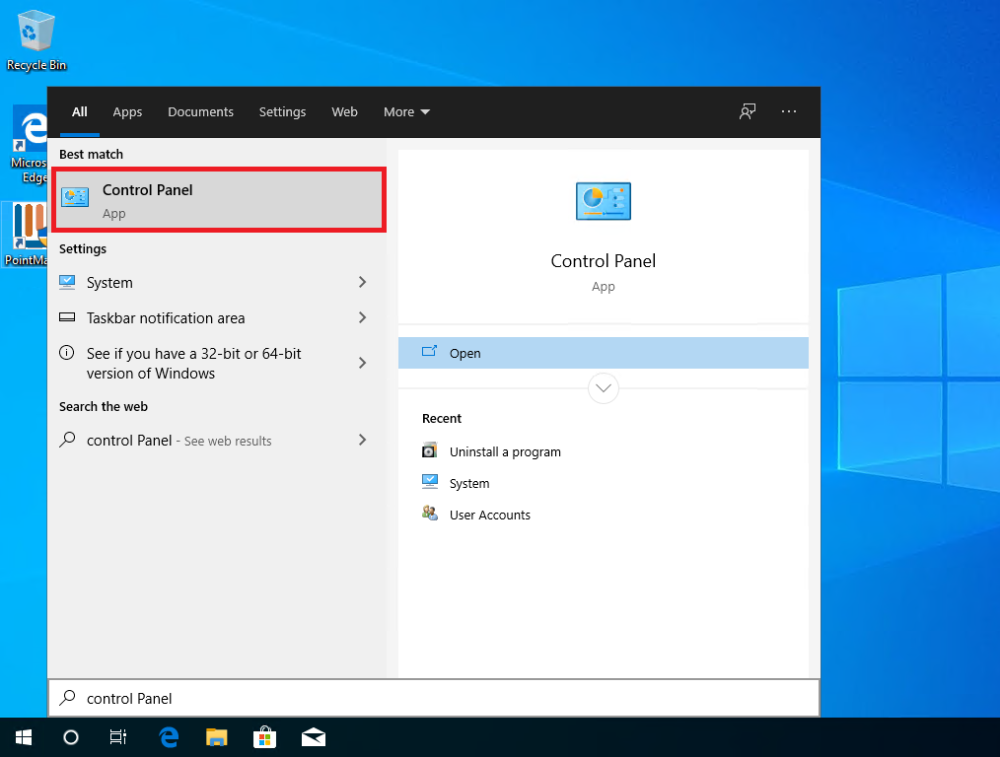 Recycle Bin
Micros
Edge
PointMa
All Apps Documents Settings Web More
Best match
Control Panel
App
Settings
System
Taskbar notification area
See if you have a 32-bit or 64-bit
version of Windows
Search the web
control Panel - See web results
Control Panel
App
Open
Recent
Uninstall a program
System
User Accounts
control Panel